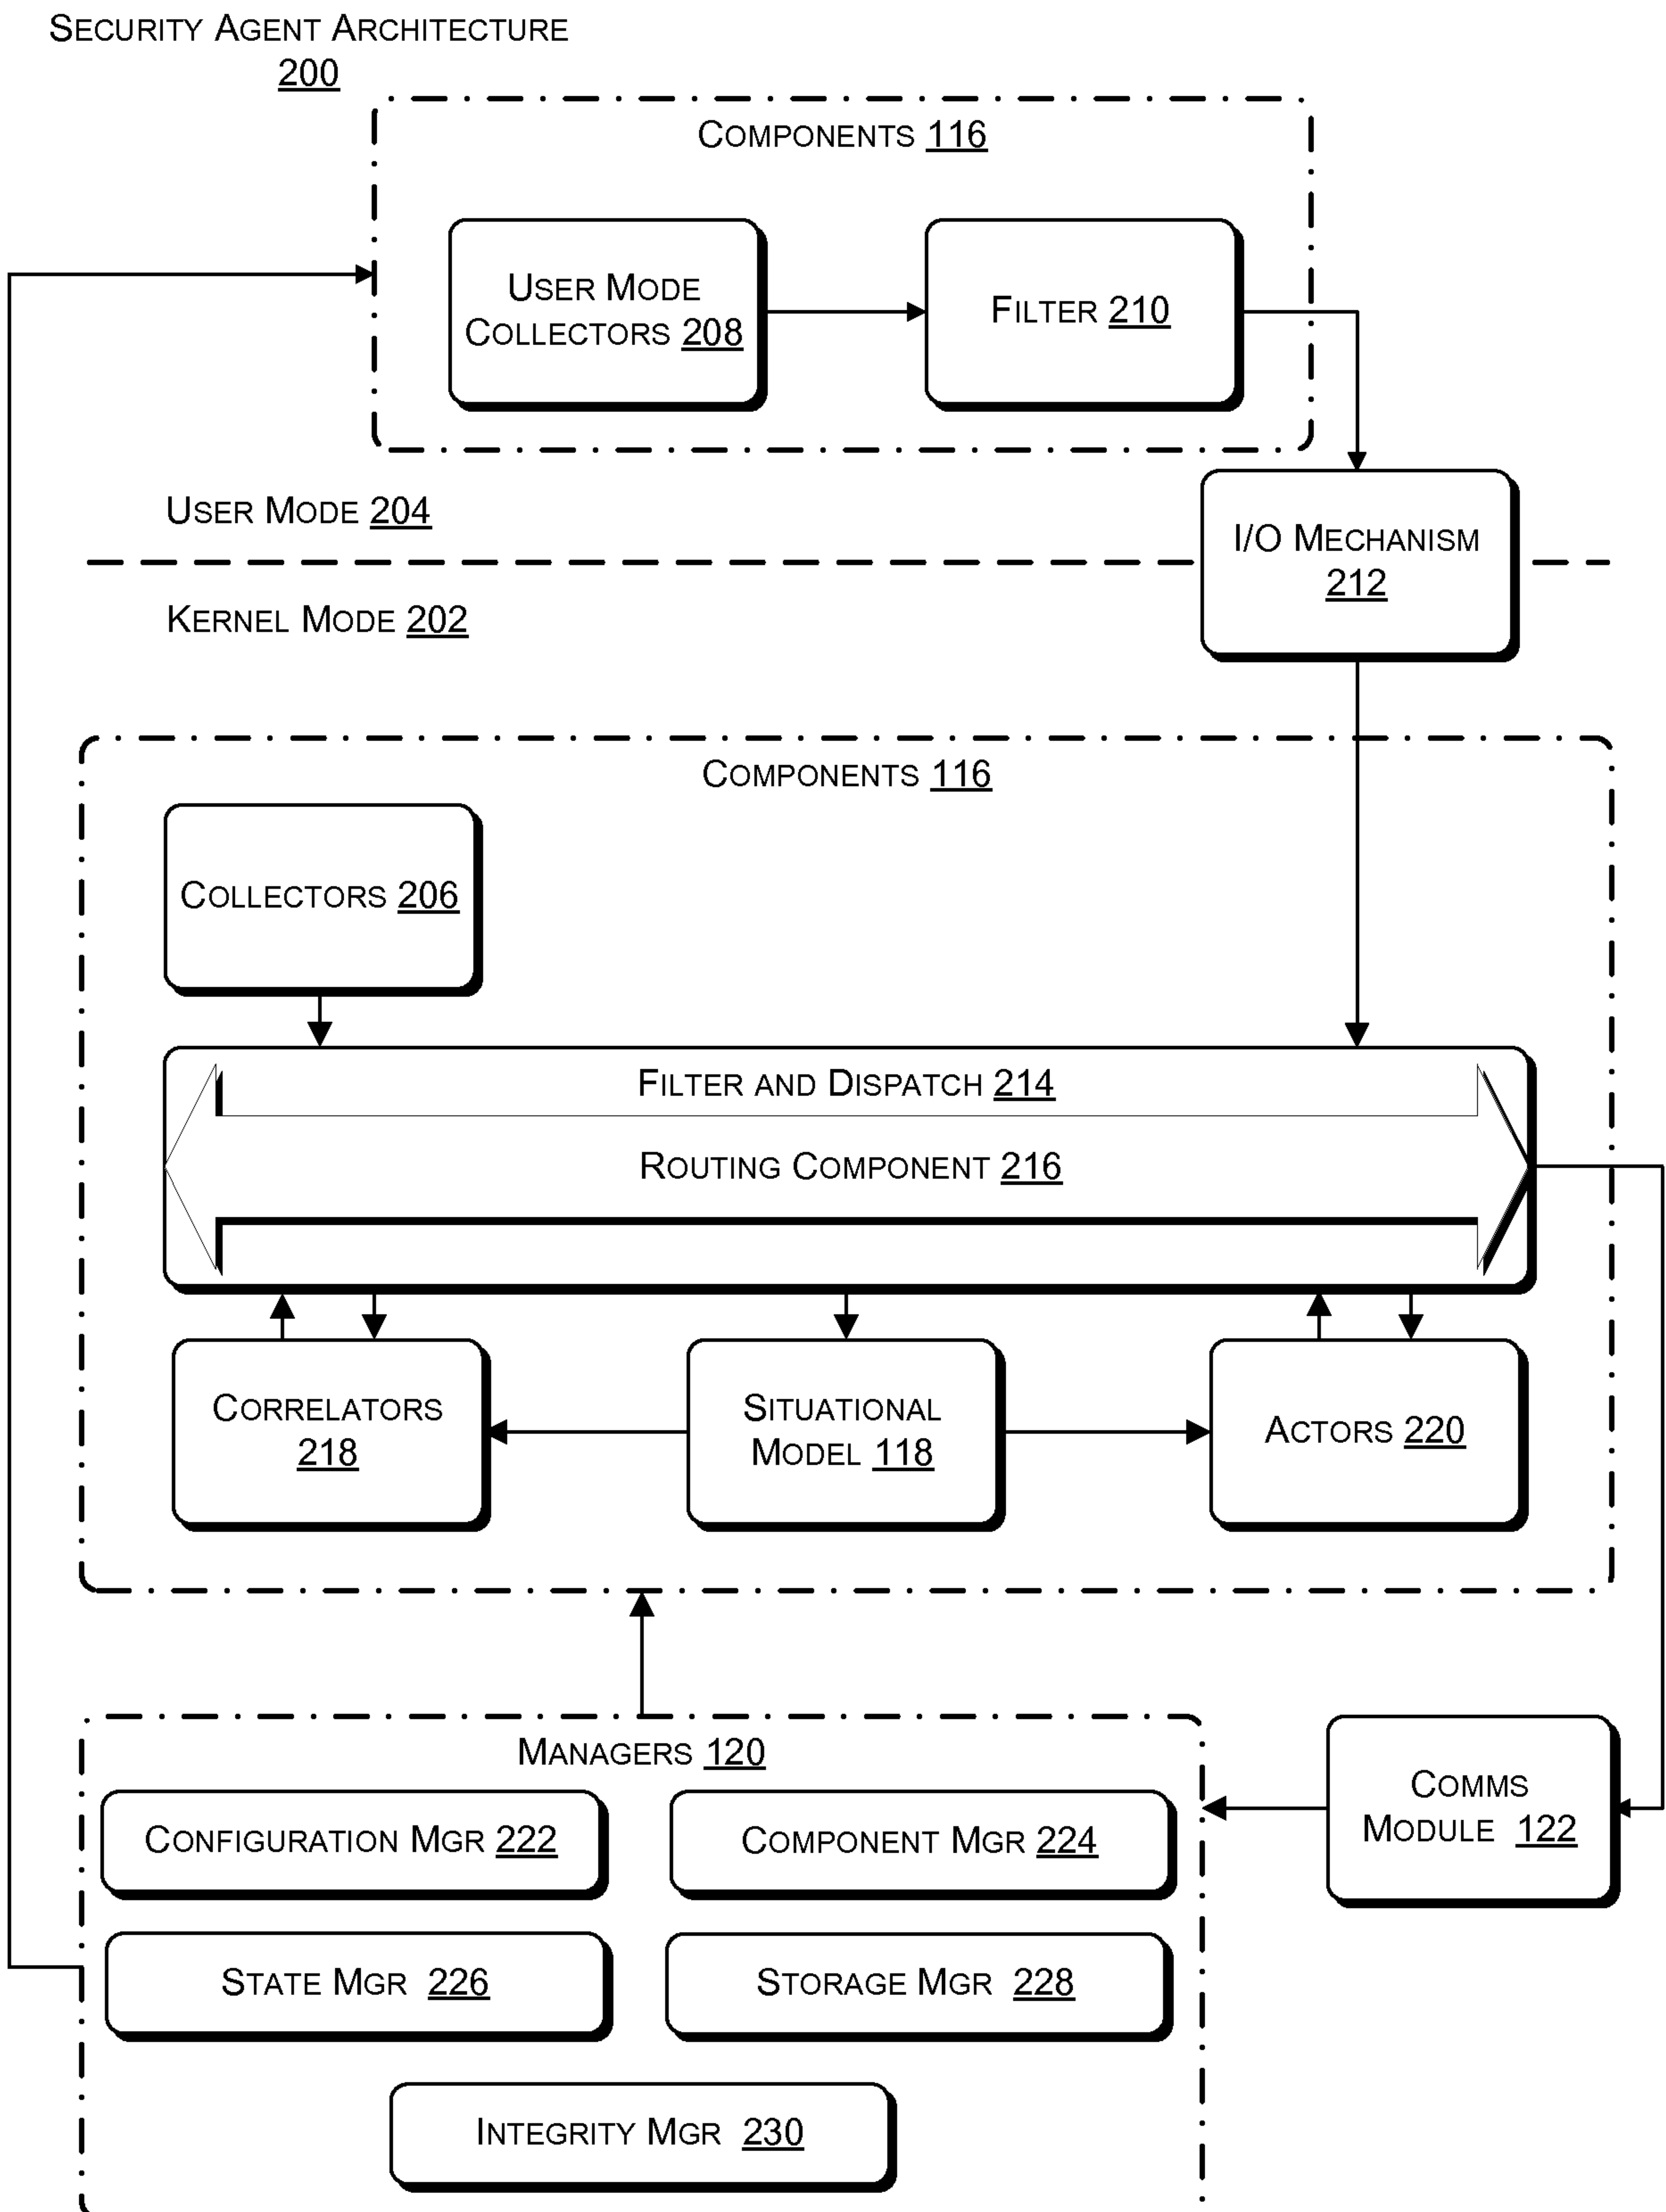 SECURITY AGENT ARCHITECTURE
200
COMPONENTS 116
USER MODE
COLLECTORS 208
FILTER 210
USER MODE 204
I/O MECHANISM
212
KERNEL MODE 202
COMPONENTS 116
COLLECTORS 206
FILTER AND DISPATCH 214
ROUTING COMPONENT 216
CORRELATORS
218
SITUATIONAL
MODEL 118
ACTORS 220
MANAGERS 120
CONFIGURATION MGR 222
COMPONENT MGR 224
COMMS
MODULE 122
STATE MGR 226
STORAGE MGR 228
INTEGRITY MGR 230